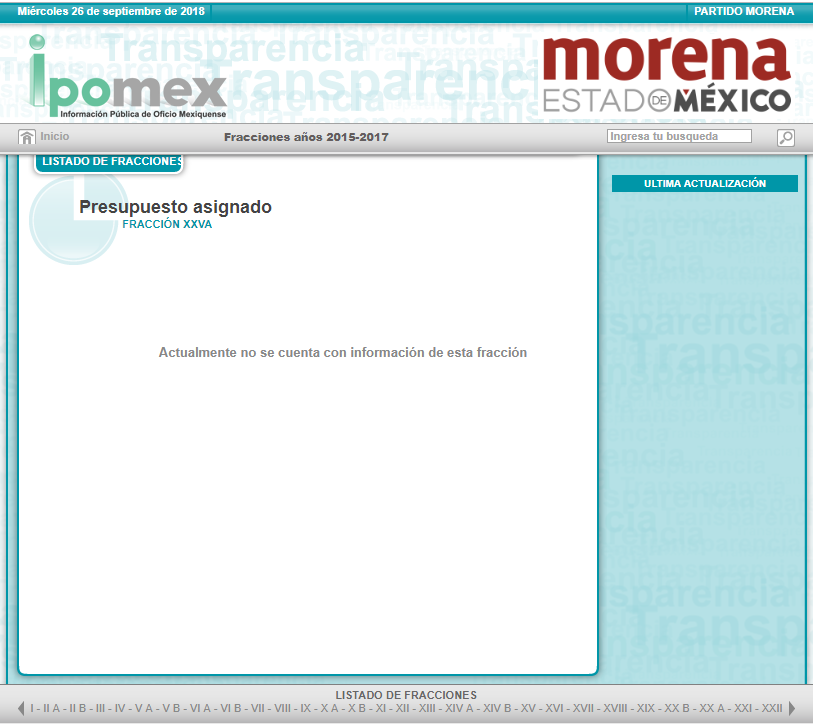 Miércoles 26 de septiembre de 2018
PARTIDO MORENA
ipomex
Información Pública de Oficio Mexiquense
morena
ESTADO DE MÉXICO
Inicio
Fracciones años 2015-2017
Ingresa tu busqueda
LISTADO DE FRACCIONES
ULTIMA ACTUALIZACIÓN
Presupuesto asignado
FRACCIÓN XXVA
Actualmente no se cuenta con información de esta fracción
LISTADO DE FRACCIONES
I - II A - II B - III - IV - V A - V B - VI A - VI B - VII - VIII - IX - X A - X B - XI - XII - XIII - XIV A - XIV B - XV - XVI - XVII - XVIII - XIX - XX B - XX A - XXI - XXII